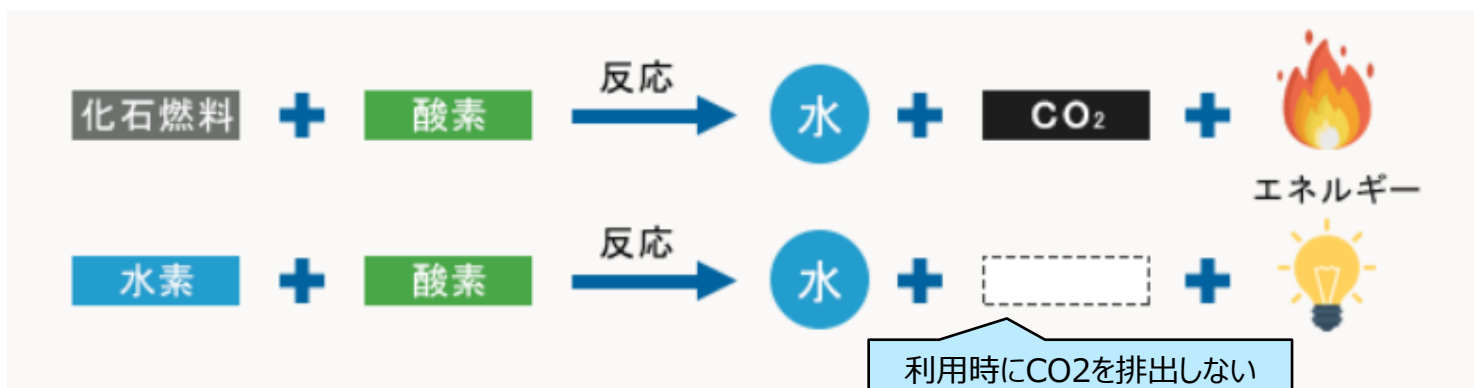 反応
化石燃料 + 酸素 水 + CO₂ +
エネルギー
反応
水素 + 酸素 水 + +
利用時にCO2を排出しない